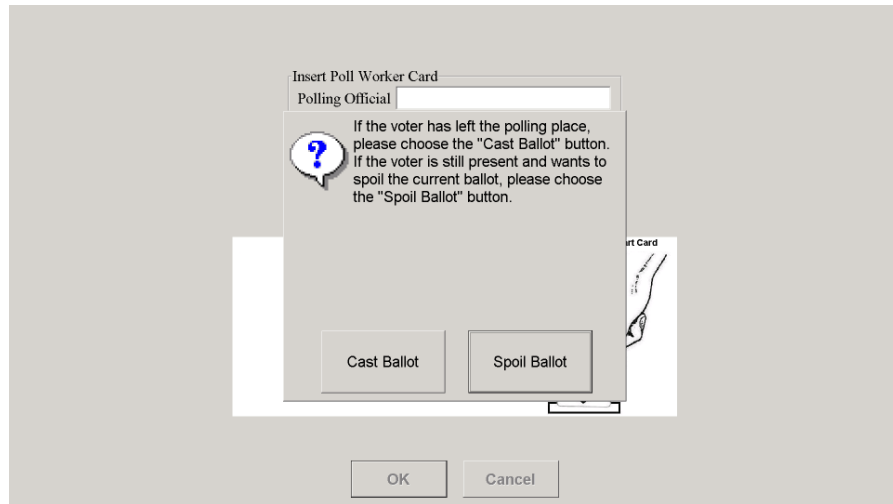 Insert Poll Worker Card
Polling Official
If the voter has left the polling place,
please choose the "Cast Ballot" button.
If the voter is still present and wants to
spoil the current ballot, please choose
the "Spoil Ballot" button.
Card
Cast Ballot
Spoil Ballot
OK
Cancel